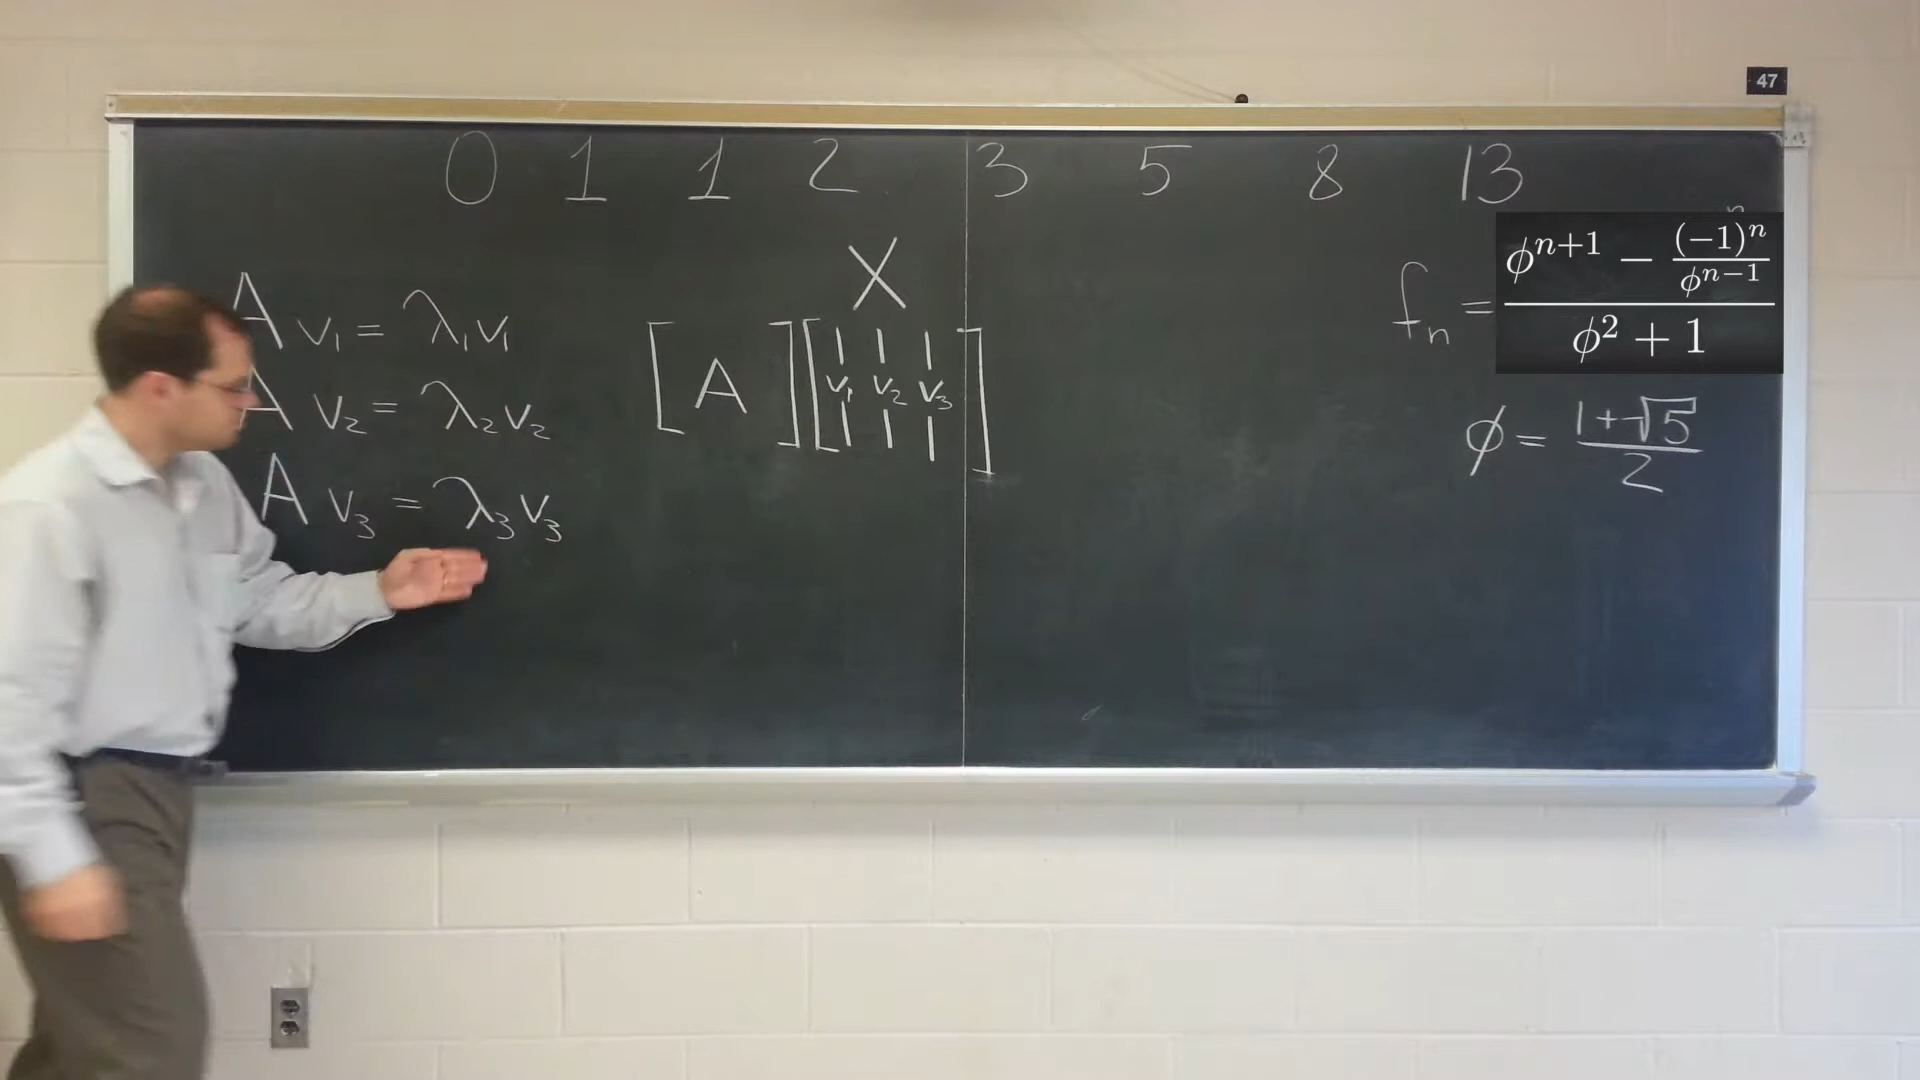 47
0 1 1 2 3 5 8 13
X
A v₁ = λ₁v₁
A v₂ = λ₂v₂
A v₃ = λ₃v₃
[A][v₁ v₂ v₃]
n
fₙ = (ϕⁿ⁺¹ − (−1)ⁿ/ϕⁿ⁻¹)/(ϕ² + 1)
ϕ = (1+√5)/2